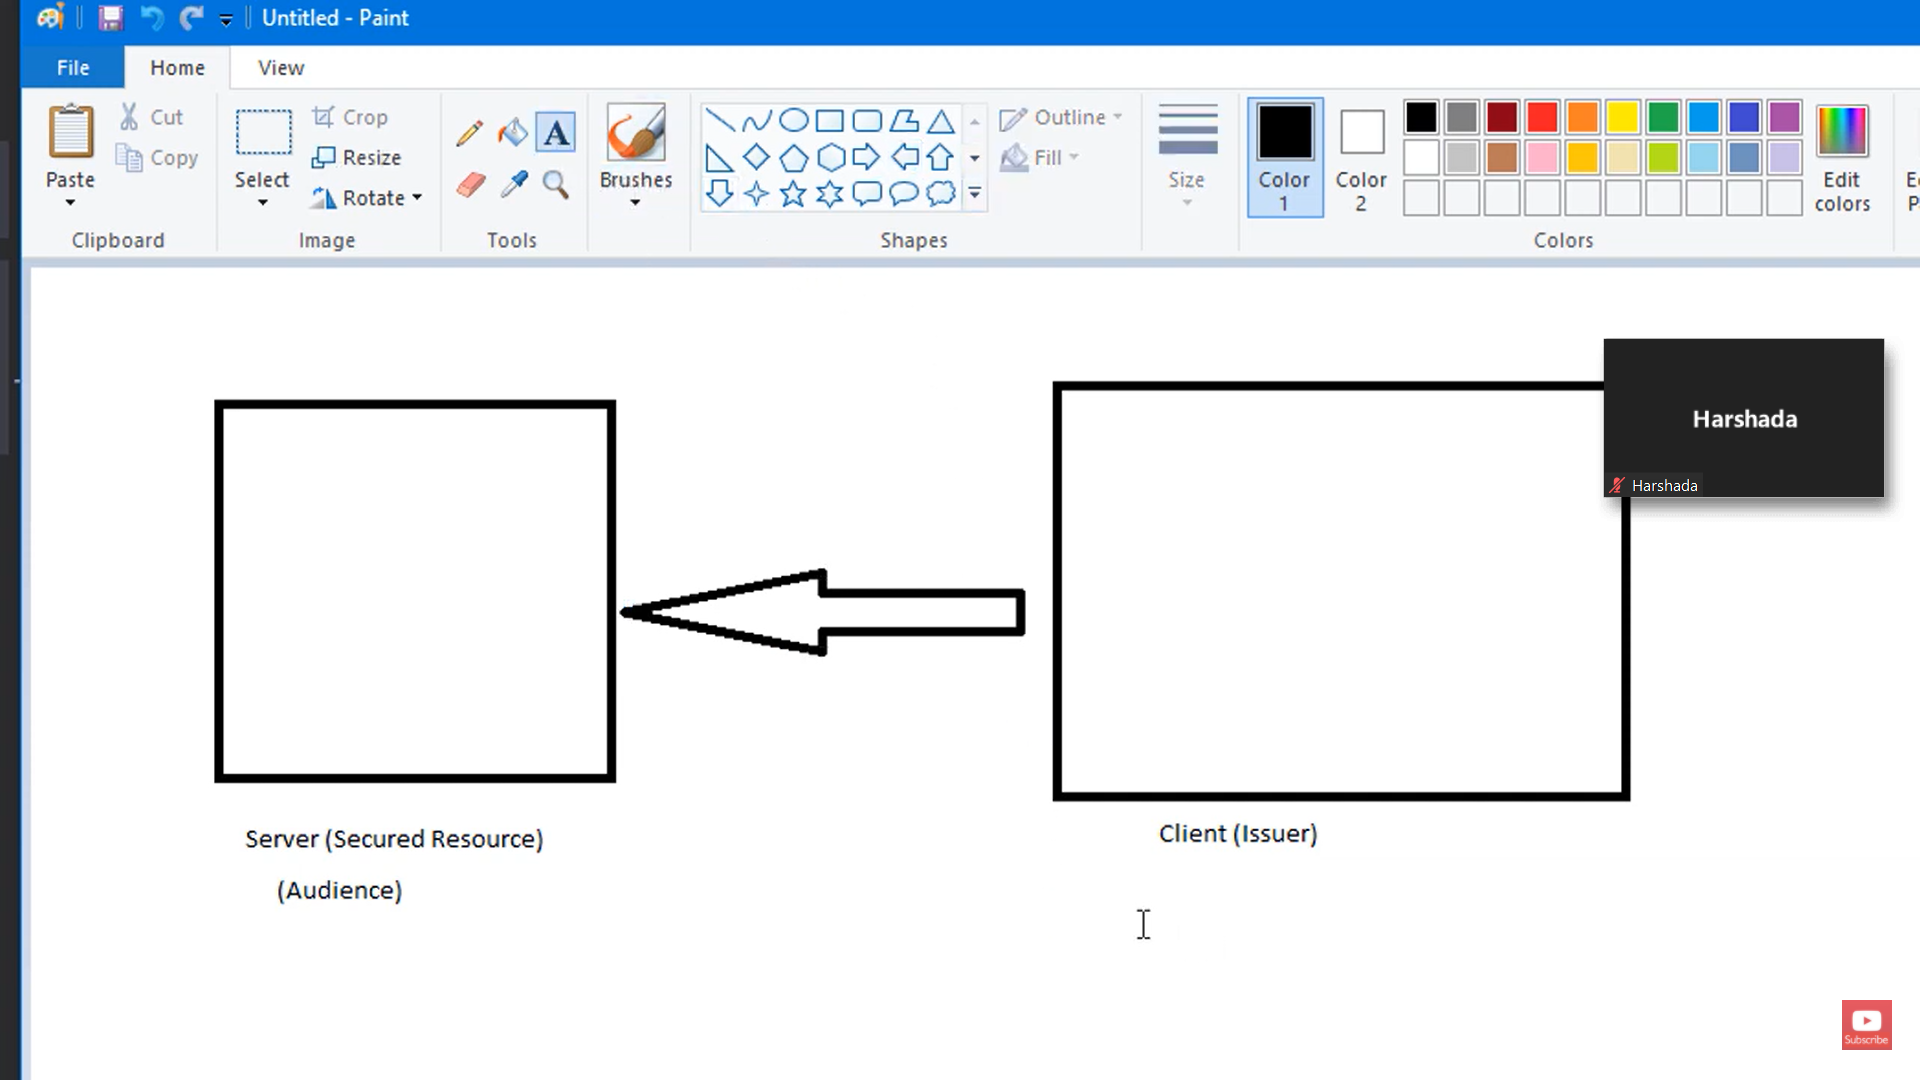 Untitled - Paint
File Home View
Cut
Copy
Paste
Clipboard
Crop
Resize
Rotate
Select
Image
A
Tools
Brushes
Shapes
Outline
Fill
Size
Color 1
Color 2
Edit colors
Colors
Harshada
Harshada
Server (Secured Resource)
(Audience)
Client (Issuer)
Subscribe